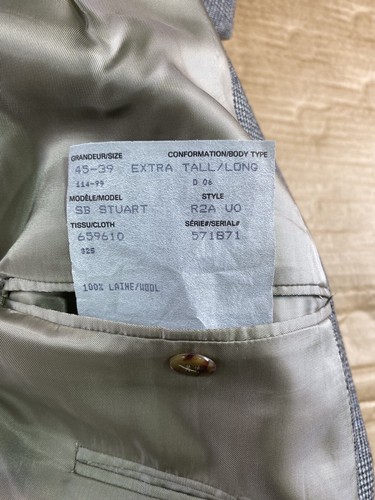 GRANDEUR/SIZE CONFORMATION/BODY TYPE
45-39 EXTRA TALL/LONG
114-99 D 06
MODÈLE/MODEL STYLE
SB STUART R2A VO
TISSU/CLOTH SÉRIE#/SERIAL#
659610 571871
025
100% LAINE/WOOL